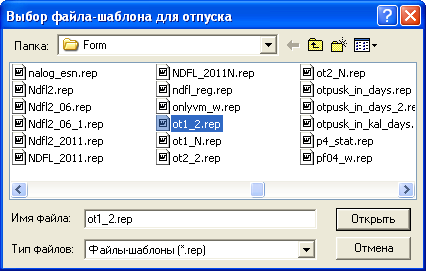 Выбор файла-шаблона для отпуска
Папка: Form
nalog_esn.rep
Ndfl2.rep
Ndfl2_06.rep
Ndfl2_06_1.rep
Ndfl2_2011.rep
NDFL_2011.rep
NDFL_2011N.rep
ndfl_reg.rep
onlyvm_w.rep
ot1_2.rep
ot1_N.rep
ot2_2.rep
ot2_N.rep
otpusk_in_days.rep
otpusk_in_days_2.rep
otpusk_in_kal_days.
p4_stat.rep
pf04_w.rep
Имя файла: ot1_2.rep Открыть
Тип файлов: Файлы-шаблоны (*.rep) Отмена